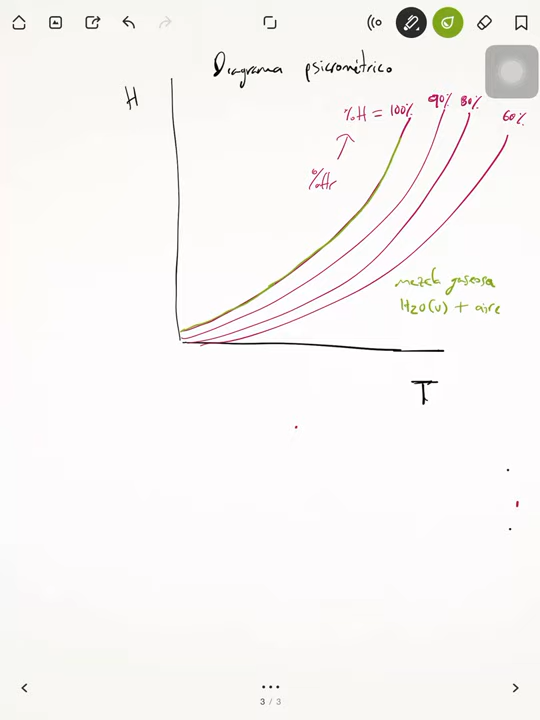 Diagrama psicrométrico
H
%H = 100% 90% 80% 60%
%Hr
mezcla gaseosa
H2O(v) + aire
T
3 / 3